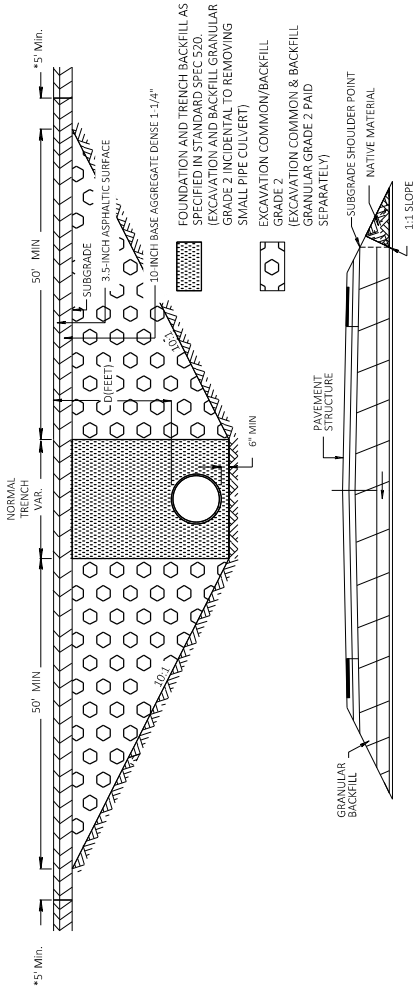 *5' Min.
50' MIN
NORMAL
TRENCH
VAR.
50' MIN
*5' Min.
SUBGRADE
3.5-INCH ASPHALTIC SURFACE
10-INCH BASE AGGREGATE DENSE 1-1/4"
D(FEET)
10:1
10:1
6" MIN
FOUNDATION AND TRENCH BACKFILL AS
SPECIFIED IN STANDARD SPEC 520.
(EXCAVATION AND BACKFILL GRANULAR
GRADE 2 INCIDENTAL TO REMOVING
SMALL PIPE CULVERT)
EXCAVATION COMMON/BACKFILL
GRADE 2
(EXCAVATION COMMON & BACKFILL
GRANULAR GRADE 2 PAID
SEPARATELY)
GRANULAR
BACKFILL
PAVEMENT
STRUCTURE
SUBGRADE SHOULDER POINT
NATIVE MATERIAL
1:1 SLOPE